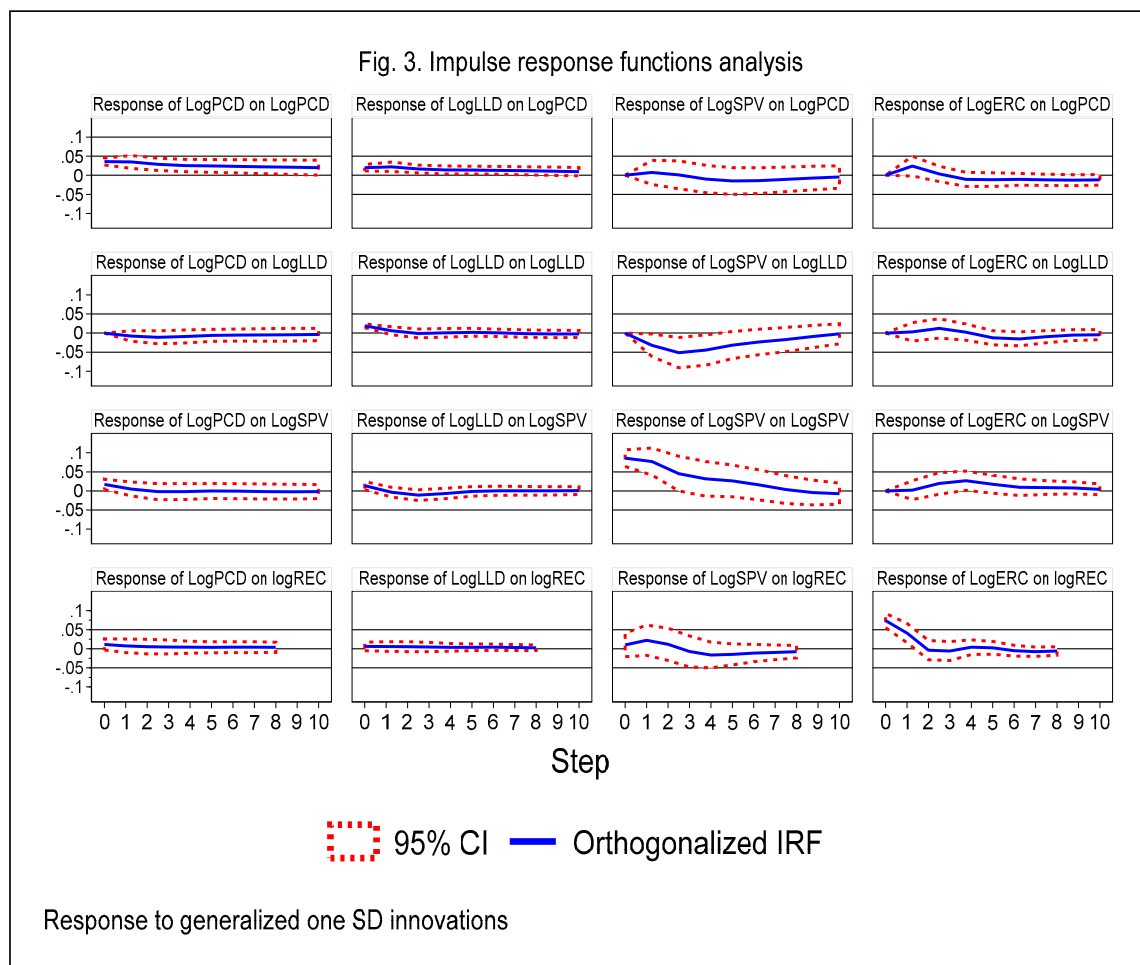 Fig. 3. Impulse response functions analysis
Response of LogPCD on LogPCD
Response of LogLLD on LogPCD
Response of LogSPV on LogPCD
Response of LogERC on LogPCD
.1
.05
0
-.05
-.1
Response of LogPCD on LogLLD
Response of LogLLD on LogLLD
Response of LogSPV on LogLLD
Response of LogERC on LogLLD
.1
.05
0
-.05
-.1
Response of LogPCD on LogSPV
Response of LogLLD on LogSPV
Response of LogSPV on LogSPV
Response of LogERC on LogSPV
.1
.05
0
-.05
-.1
Response of LogPCD on logREC
Response of LogLLD on logREC
Response of LogSPV on logREC
Response of LogERC on logREC
.1
.05
0
-.05
-.1
0 1 2 3 4 5 6 7 8 9 10
0 1 2 3 4 5 6 7 8 9 10
0 1 2 3 4 5 6 7 8 9 10
0 1 2 3 4 5 6 7 8 9 10
Step
95% CI
Orthogonalized IRF
Response to generalized one SD innovations